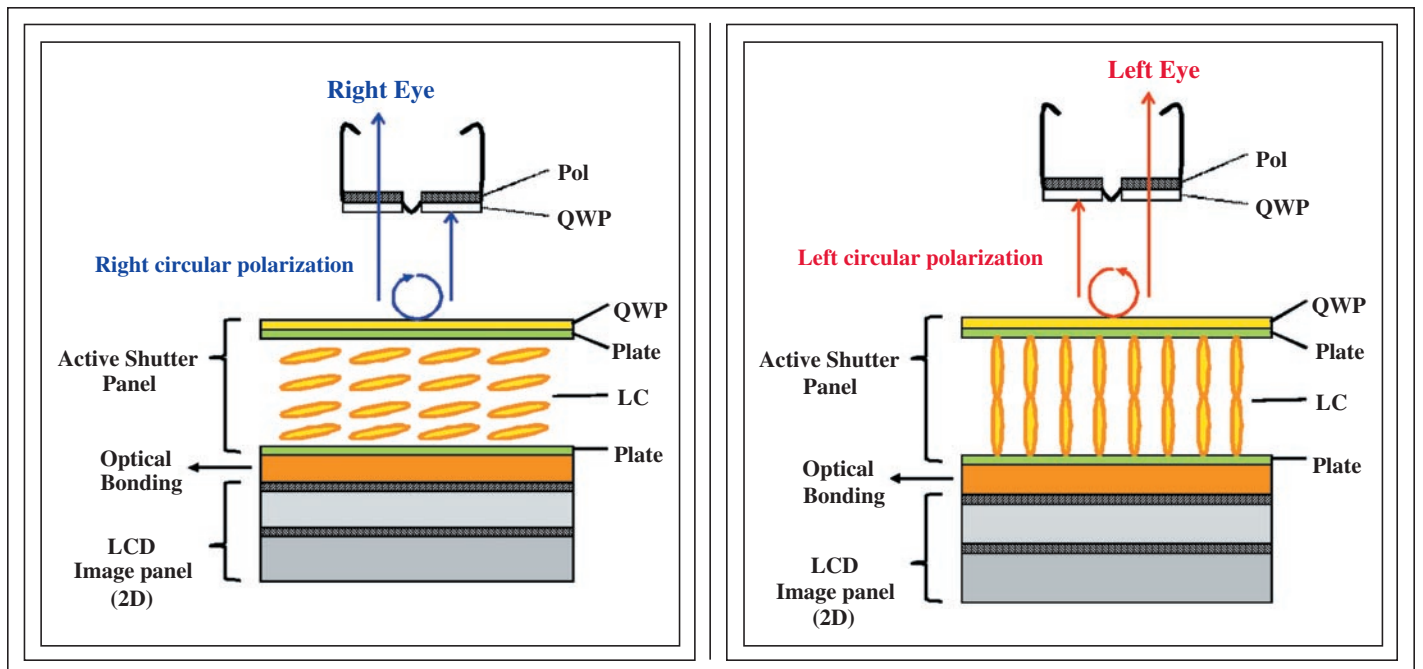 Right Eye
Pol
QWP
Right circular polarization
QWP
Plate
Active Shutter
Panel
LC
Plate
Optical
Bonding
LCD
Image panel
(2D)
Left Eye
Pol
QWP
Left circular polarization
QWP
Plate
Active Shutter
Panel
LC
Plate
Optical
Bonding
LCD
Image panel
(2D)